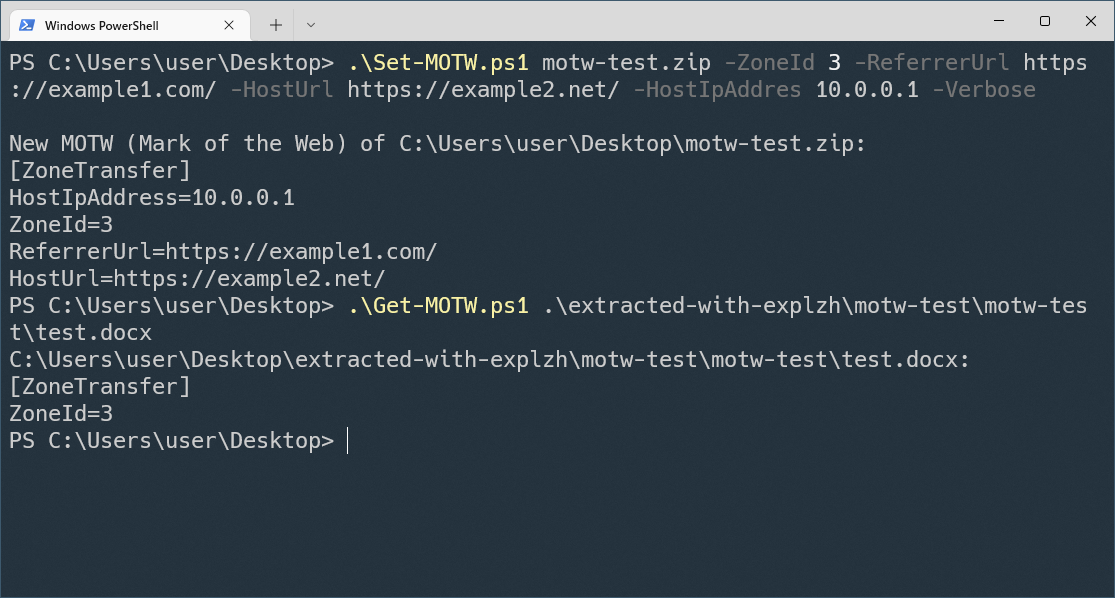 Windows PowerShell
PS C:\Users\user\Desktop> .\Set-MOTW.ps1 motw-test.zip -ZoneId 3 -ReferrerUrl https
://example1.com/ -HostUrl https://example2.net/ -HostIpAddres 10.0.0.1 -Verbose
New MOTW (Mark of the Web) of C:\Users\user\Desktop\motw-test.zip:
[ZoneTransfer]
HostIpAddress=10.0.0.1
ZoneId=3
ReferrerUrl=https://example1.com/
HostUrl=https://example2.net/
PS C:\Users\user\Desktop> .\Get-MOTW.ps1 .\extracted-with-explzh\motw-test\motw-tes
t\test.docx
C:\Users\user\Desktop\extracted-with-explzh\motw-test\motw-test\test.docx:
[ZoneTransfer]
ZoneId=3
PS C:\Users\user\Desktop>